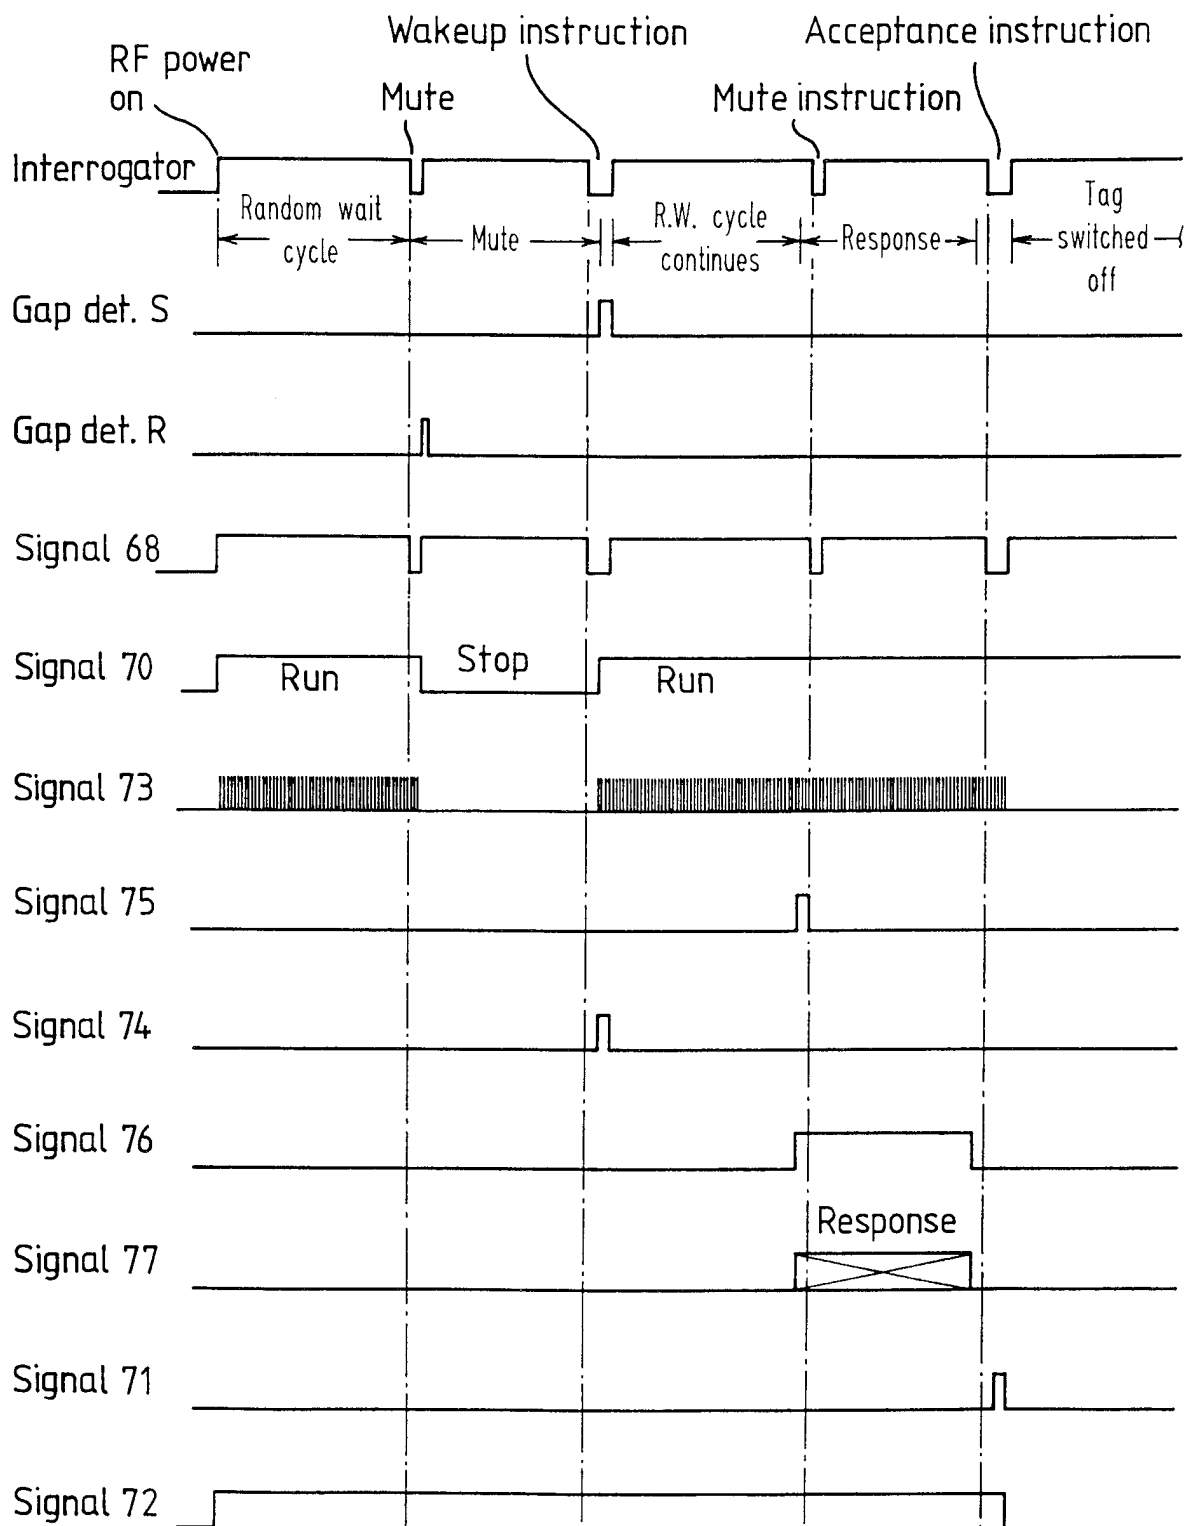 Wakeup instruction
Acceptance instruction
RF power
on
Mute
Mute instruction
Interrogator
Random wait
cycle
Mute
R.W. cycle
continues
Response
Tag
switched
off
Gap det. S
Gap det. R
Signal 68
Signal 70
Run
Stop
Run
Signal 73
Signal 75
Signal 74
Signal 76
Response
Signal 77
Signal 71
Signal 72